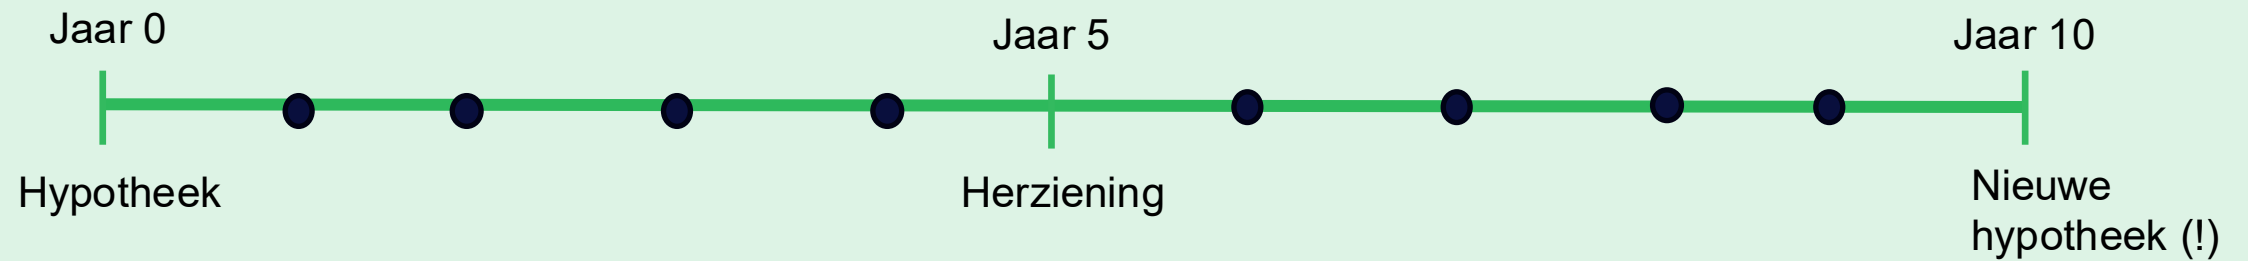 Jaar 0
Jaar 5
Jaar 10
Hypotheek
Herziening
Nieuwe
hypotheek (!)